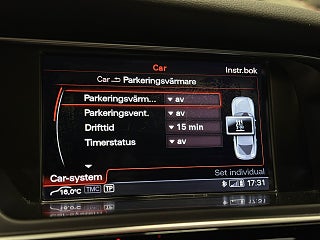 Car
Instr.bok
Car Parkeringsvärmare
Parkeringsvärm... av
Parkeringsvent. av
Drifttid 15 min
Timerstatus av
Car-system
Set individual
16,0°C TMC TP 17:31